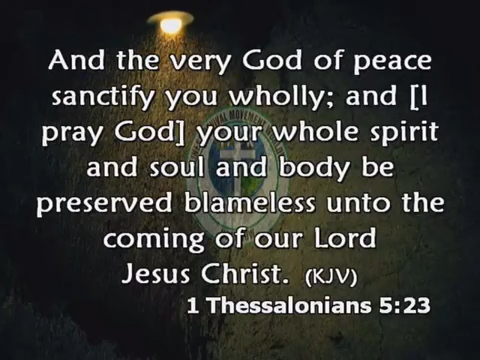 And the very God of peace
sanctify you wholly; and [I
pray God] your whole spirit
and soul and body be
preserved blameless unto the
coming of our Lord
Jesus Christ. (KJV)
1 Thessalonians 5:23